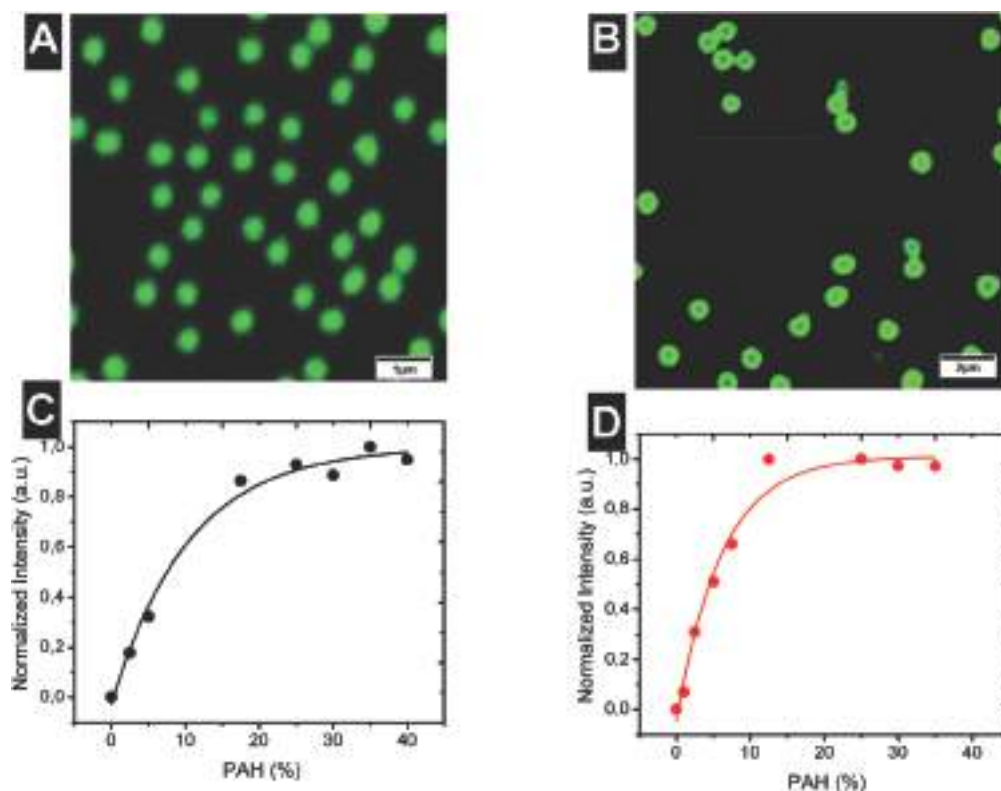 A
B
1µm
2µm
C
D
Normalized Intensity (a.u.)
1,0
0,8
0,6
0,4
0,2
0,0
0 10 20 30 40
PAH (%)
Normalized Intensity (a.u.)
1,0
0,8
0,6
0,4
0,2
0,0
0 10 20 30 40
PAH (%)